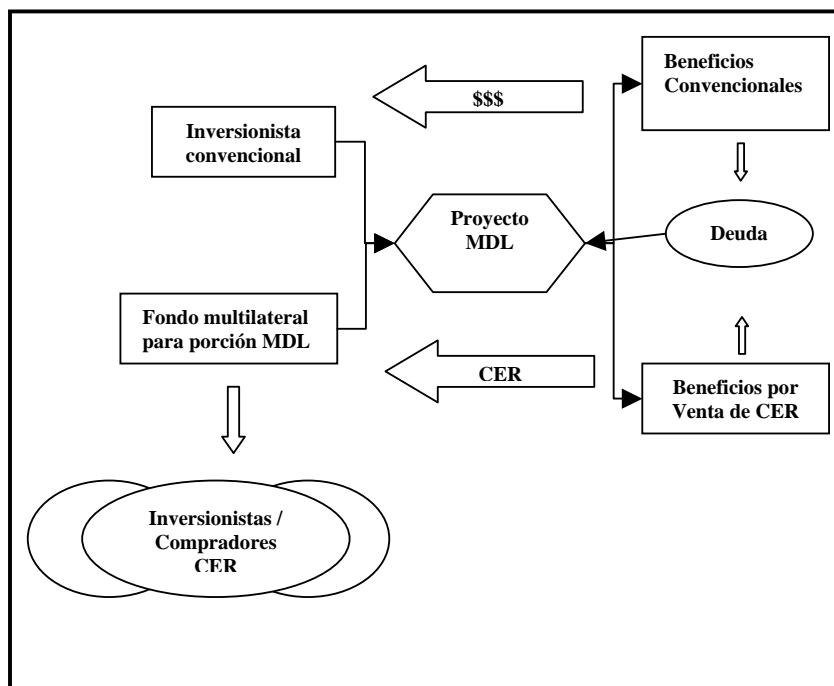 Beneficios
Convencionales
$$$
Inversionista
convencional
Proyecto
MDL
Deuda
Fondo multilateral
para porción MDL
CER
Beneficios por
Venta de CER
Inversionistas /
Compradores
CER